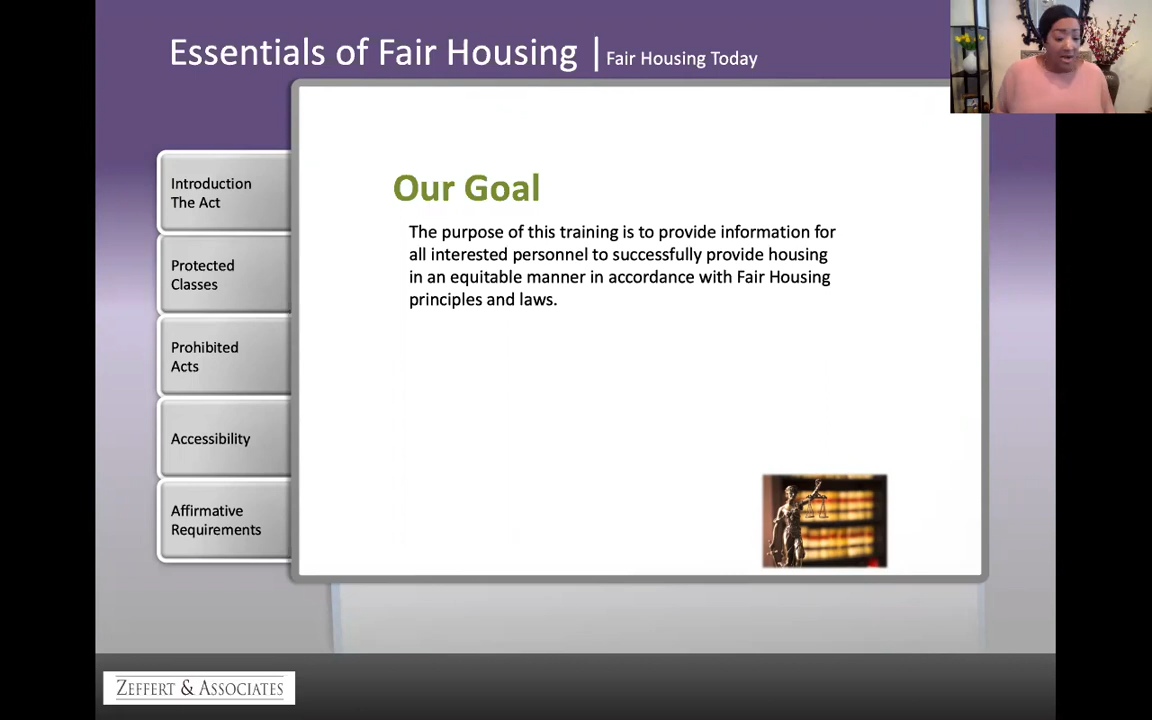 Essentials of Fair Housing | Fair Housing Today
Introduction
The Act
Protected
Classes
Prohibited
Acts
Accessibility
Affirmative
Requirements
Our Goal
The purpose of this training is to provide information for
all interested personnel to successfully provide housing
in an equitable manner in accordance with Fair Housing
principles and laws.
ZEFFERT & ASSOCIATES